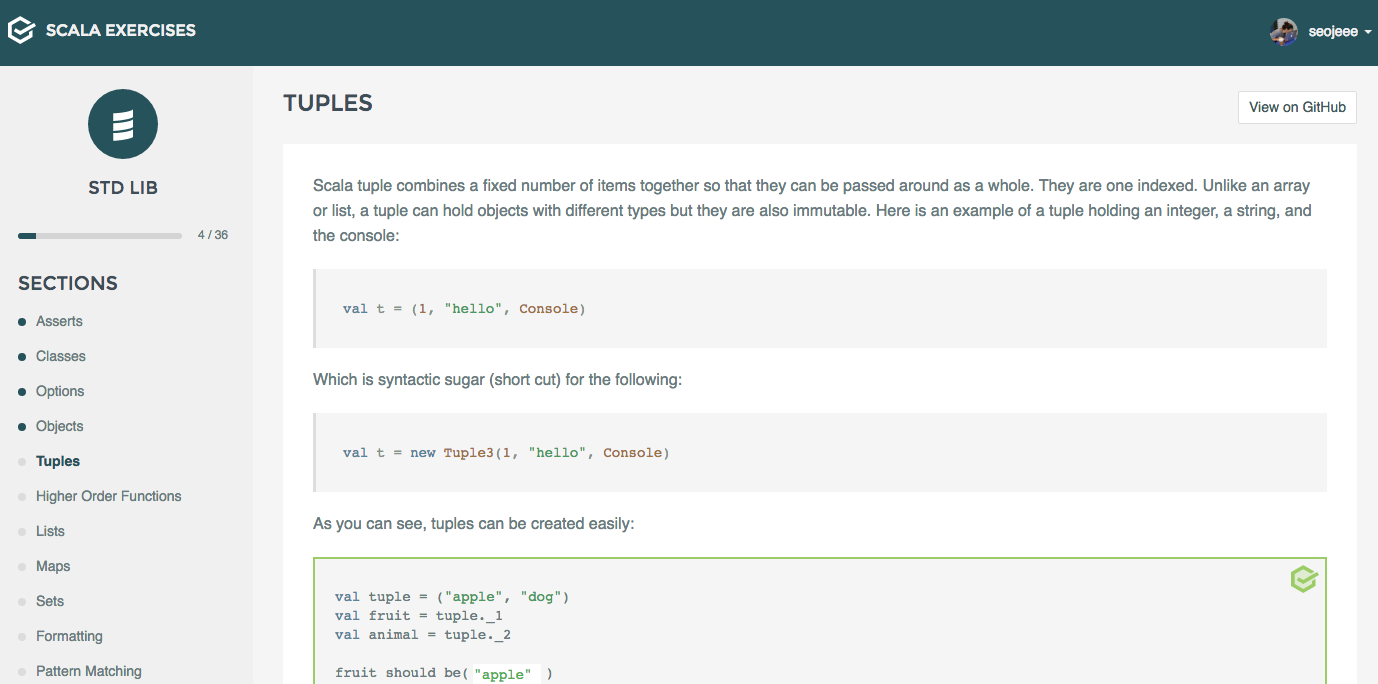 SCALA EXERCISES
seojeee
STD LIB
4 / 36
SECTIONS
Asserts
Classes
Options
Objects
Tuples
Higher Order Functions
Lists
Maps
Sets
Formatting
Pattern Matching
TUPLES
View on GitHub
Scala tuple combines a fixed number of items together so that they can be passed around as a whole. They are one indexed. Unlike an array
or list, a tuple can hold objects with different types but they are also immutable. Here is an example of a tuple holding an integer, a string, and
the console:
val t = (1, "hello", Console)
Which is syntactic sugar (short cut) for the following:
val t = new Tuple3(1, "hello", Console)
As you can see, tuples can be created easily:
val tuple = ("apple", "dog")
val fruit = tuple._1
val animal = tuple._2
fruit should be( "apple" )